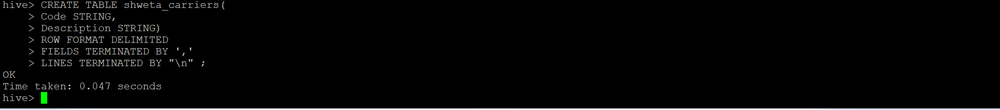 hive> CREATE TABLE shweta_carriers(
    > Code STRING,
    > Description STRING)
    > ROW FORMAT DELIMITED
    > FIELDS TERMINATED BY ','
    > LINES TERMINATED BY "\n" ;
OK
Time taken: 0.047 seconds
hive>